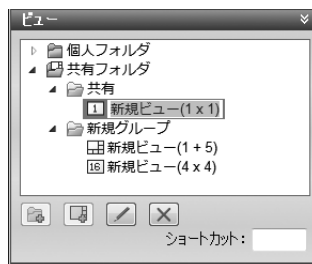 ビュー
個人フォルダ
共有フォルダ
共有
1 新規ビュー(1 x 1)
新規グループ
新規ビュー(1 + 5)
16 新規ビュー(4 x 4)
ショートカット：